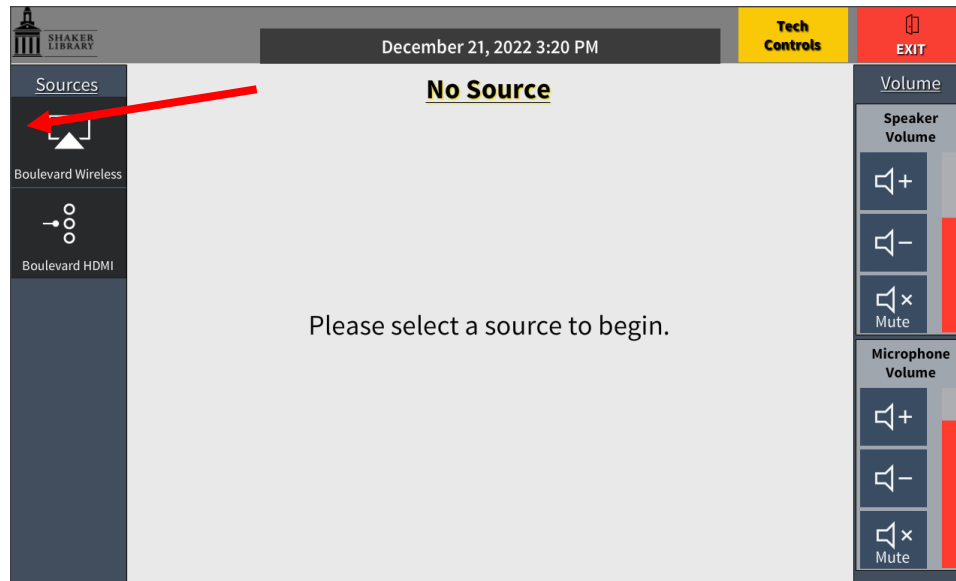 SHAKER
LIBRARY
December 21, 2022 3:20 PM
Tech
Controls
EXIT
Sources
Boulevard Wireless
Boulevard HDMI
No Source
Please select a source to begin.
Volume
Speaker
Volume
Mute
Microphone
Volume
Mute